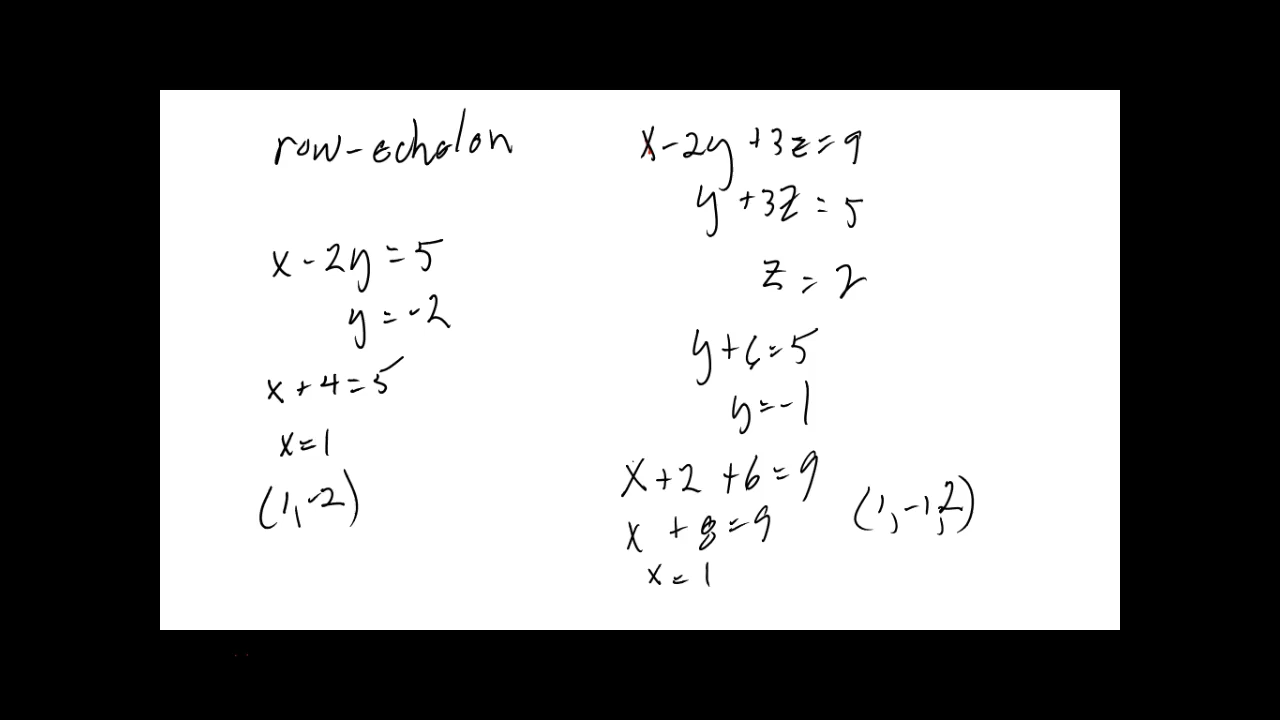 row-echelon
x - 2y = 5
y = -2
x + 4 = 5
x = 1
(1, -2)
x - 2y + 3z = 9
y + 3z = 5
z = 2
y + 6 = 5
y = -1
x + 2 + 6 = 9
x + 8 = 9
x = 1
(1, -1, 2)